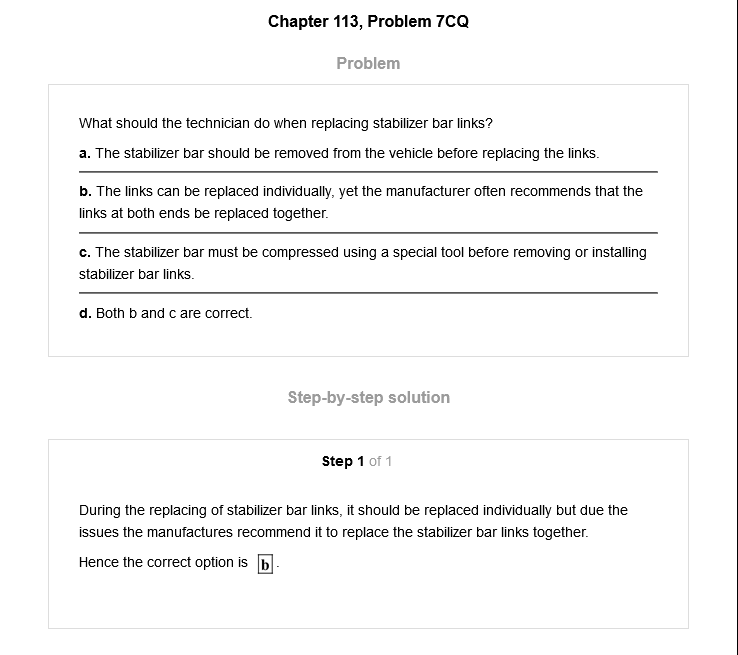 Chapter 113, Problem 7CQ
Problem
What should the technician do when replacing stabilizer bar links?
a. The stabilizer bar should be removed from the vehicle before replacing the links.
b. The links can be replaced individually, yet the manufacturer often recommends that the
links at both ends be replaced together.
c. The stabilizer bar must be compressed using a special tool before removing or installing
stabilizer bar links.
d. Both b and c are correct.
Step-by-step solution
Step 1 of 1
During the replacing of stabilizer bar links, it should be replaced individually but due the
issues the manufactures recommend it to replace the stabilizer bar links together.
Hence the correct option is b.